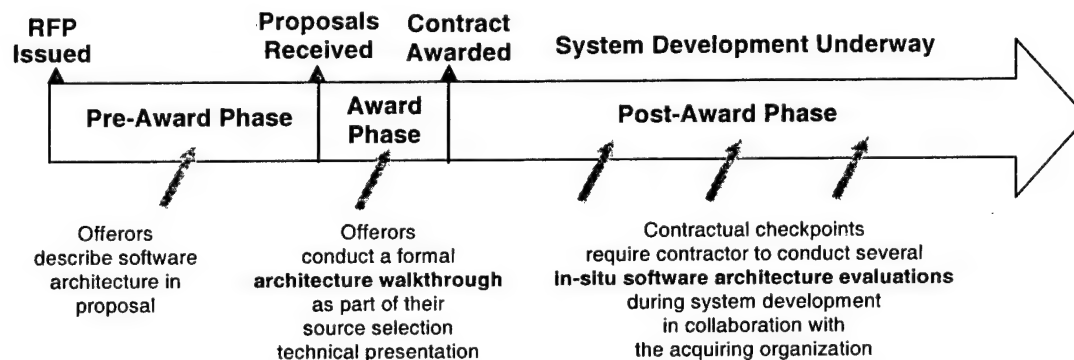 RFP
Issued
Proposals
Received
Contract
Awarded
System Development Underway
Pre-Award Phase
Award
Phase
Post-Award Phase
Offerors
describe software
architecture in
proposal
Offerors
conduct a formal
architecture walkthrough
as part of their
source selection
technical presentation
Contractual checkpoints
require contractor to conduct several
in-situ software architecture evaluations
during system development
in collaboration with
the acquiring organization